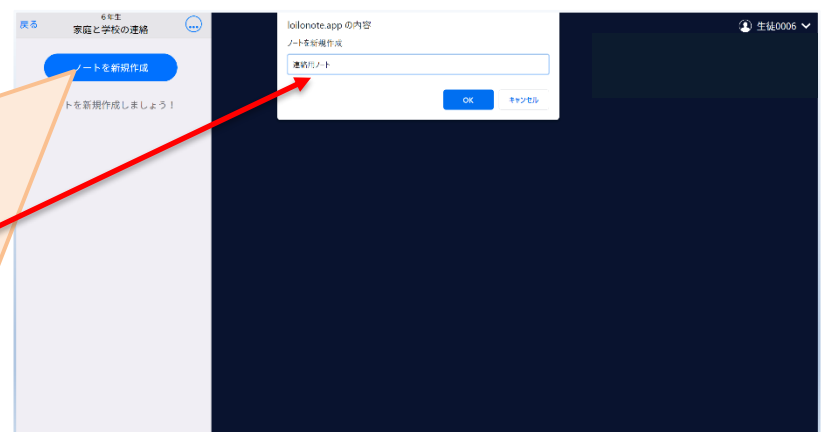 戻る
6年生
家庭と学校の連絡
ノートを新規作成
トを新規作成しましょう！
loilonote.app の内容
ノートを新規作成
連絡用ノート
OK
キャンセル
生徒0006